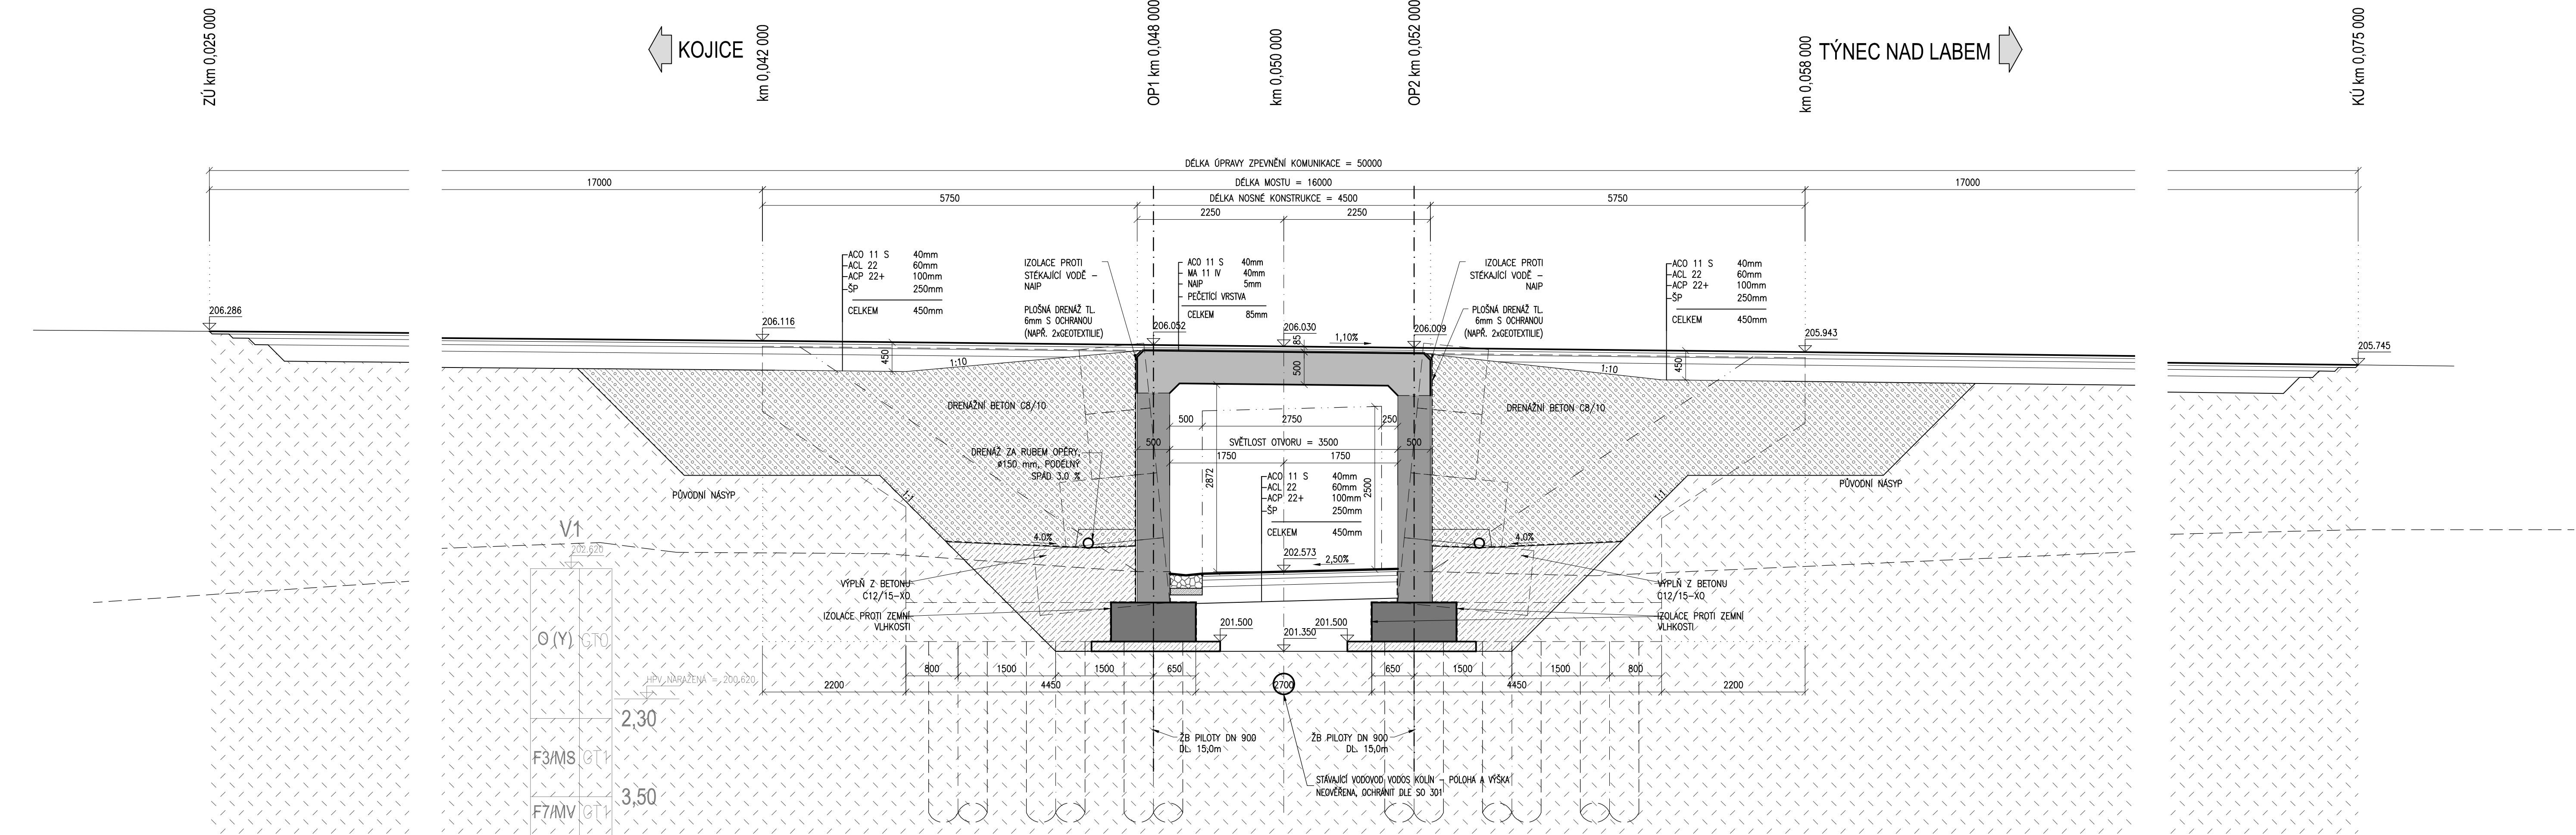 ZÚ km 0,025 000
KOJICE
km 0,042 000
OP1 km 0,048 000
km 0,050 000
OP2 km 0,052 000
km 0,058 000
TÝNEC NAD LABEM
KÚ km 0,075 000
DÉLKA ÚPRAVY ZPEVNĚNÍ KOMUNIKACE = 50000
17000
DÉLKA MOSTU = 16000
17000
5750
DÉLKA NOSNÉ KONSTRUKCE = 4500
5750
2250
2250
ACO 11 S 40mm
ACL 22 60mm
ACP 22+ 100mm
ŠP 250mm
CELKEM 450mm
IZOLACE PROTI
STÉKAJÍCÍ VODĚ –
NAIP
PLOŠNÁ DRENÁŽ TL.
6mm S OCHRANOU
(NAPŘ. 2xGEOTEXTILIE)
ACO 11 S 40mm
MA 11 IV 40mm
NAIP 5mm
PEČETÍCÍ VRSTVA
CELKEM 85mm
IZOLACE PROTI
STÉKAJÍCÍ VODĚ –
NAIP
PLOŠNÁ DRENÁŽ TL.
6mm S OCHRANOU
(NAPŘ. 2xGEOTEXTILIE)
ACO 11 S 40mm
ACL 22 60mm
ACP 22+ 100mm
ŠP 250mm
CELKEM 450mm
206.286
206.116
206.052
206.030
206.009
205.943
205.745
85
1,10%
450
1:10
500
1:10
450
DRENÁŽNÍ BETON C8/10
DRENÁŽNÍ BETON C8/10
500
2750
250
500
SVĚTLOST OTVORU = 3500
500
1750
1750
DRENÁŽ ZA RUBEM OPĚRY,
ø150 mm, PODÉLNÝ
SPÁD 3.0 %
2872
2500
ACO 11 S 40mm
ACL 22 60mm
ACP 22+ 100mm
ŠP 250mm
CELKEM 450mm
PŮVODNÍ NÁSYP
PŮVODNÍ NÁSYP
1:1
1:1
V1
202.620
4.0%
4.0%
202.573
2,50%
VÝPLŇ Z BETONU
C12/15-XO
VÝPLŇ Z BETONU
C12/15-XO
IZOLACE PROTI ZEMNÍ
VLHKOSTI
IZOLACE PROTI ZEMNÍ
VLHKOSTI
201.500
201.350
201.500
O (Y) GT0
800
1500
1500
650
650
1500
1500
800
HPV NARAŽENÁ = 200.620
2200
4450
2700
4450
2200
2,30
ŽB PILOTY DN 900
DL. 15,0m
ŽB PILOTY DN 900
DL. 15,0m
F3/MS GT1
STÁVAJÍCÍ VODOVOD VODOS KOLÍN – POLOHA A VÝŠKA
NEOVĚŘENA, OCHRÁNIT DLE SO 301
3,50
F7/MV GT1